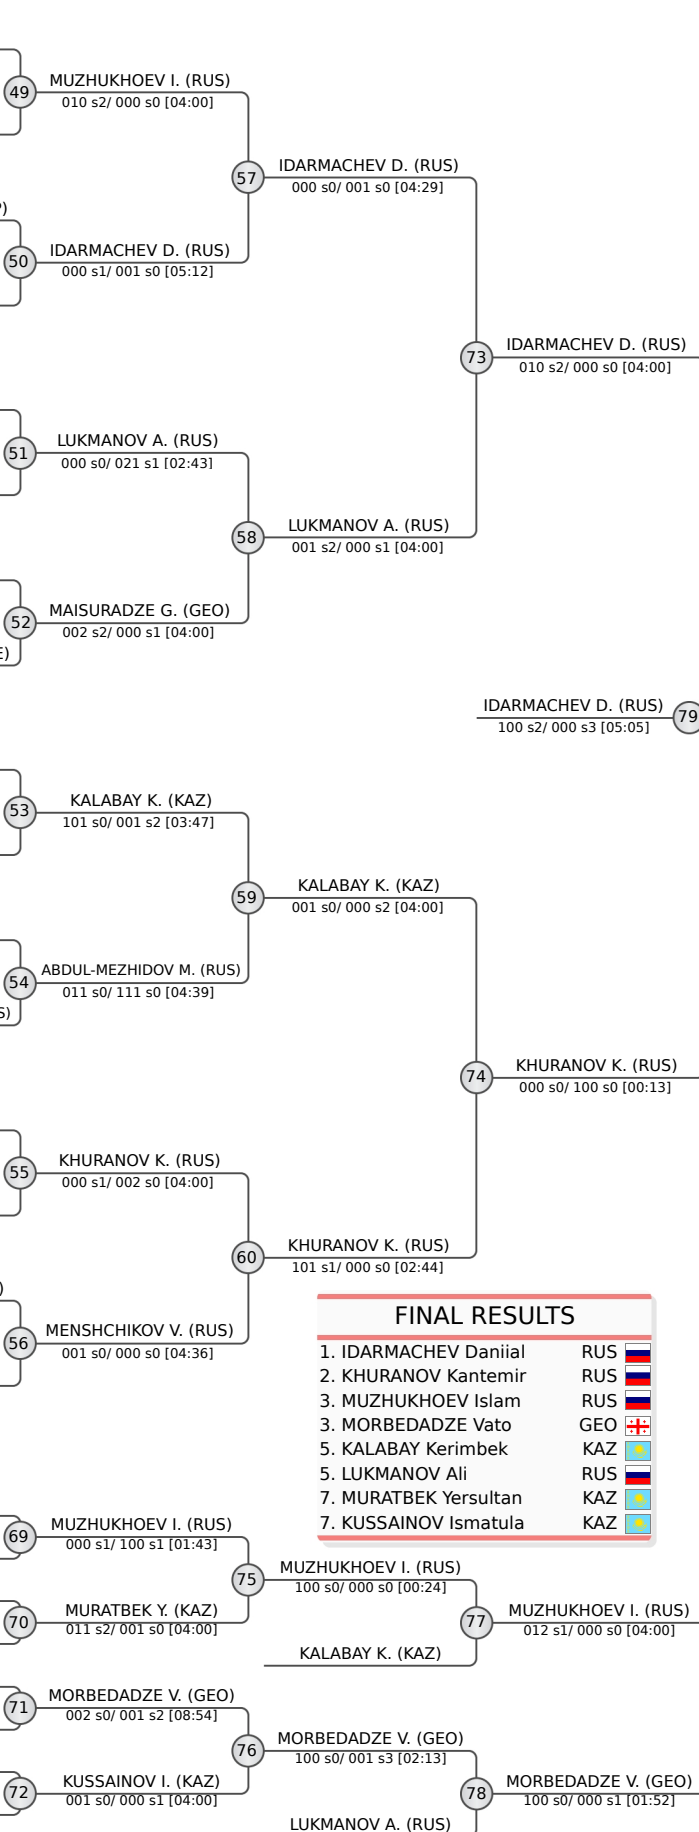 49
MUZHUKHOEV I. (RUS)
010 s2/ 000 s0 [04:00]
57
IDARMACHEV D. (RUS)
000 s0/ 001 s0 [04:29]
)
50
IDARMACHEV D. (RUS)
000 s1/ 001 s0 [05:12]
73
IDARMACHEV D. (RUS)
010 s2/ 000 s0 [04:00]
51
LUKMANOV A. (RUS)
000 s0/ 021 s1 [02:43]
58
LUKMANOV A. (RUS)
001 s2/ 000 s1 [04:00]
52
MAISURADZE G. (GEO)
002 s2/ 000 s1 [04:00]
E)
IDARMACHEV D. (RUS)
100 s2/ 000 s3 [05:05]
79
53
KALABAY K. (KAZ)
101 s0/ 001 s2 [03:47]
59
KALABAY K. (KAZ)
001 s0/ 000 s2 [04:00]
54
ABDUL-MEZHIDOV M. (RUS)
011 s0/ 111 s0 [04:39]
S)
74
KHURANOV K. (RUS)
000 s0/ 100 s0 [00:13]
55
KHURANOV K. (RUS)
000 s1/ 002 s0 [04:00]
60
KHURANOV K. (RUS)
101 s1/ 000 s0 [02:44]
)
56
MENSHCHIKOV V. (RUS)
001 s0/ 000 s0 [04:36]
FINAL RESULTS
1. IDARMACHEV Daniial RUS
2. KHURANOV Kantemir RUS
3. MUZHUKHOEV Islam RUS
3. MORBEDADZE Vato GEO
5. KALABAY Kerimbek KAZ
5. LUKMANOV Ali RUS
7. MURATBEK Yersultan KAZ
7. KUSSAINOV Ismatula KAZ
69
MUZHUKHOEV I. (RUS)
000 s1/ 100 s1 [01:43]
75
MUZHUKHOEV I. (RUS)
100 s0/ 000 s0 [00:24]
70
MURATBEK Y. (KAZ)
011 s2/ 001 s0 [04:00]
77
MUZHUKHOEV I. (RUS)
012 s1/ 000 s0 [04:00]
KALABAY K. (KAZ)
71
MORBEDADZE V. (GEO)
002 s0/ 001 s2 [08:54]
76
MORBEDADZE V. (GEO)
100 s0/ 001 s3 [02:13]
72
KUSSAINOV I. (KAZ)
001 s0/ 000 s1 [04:00]
78
MORBEDADZE V. (GEO)
100 s0/ 000 s1 [01:52]
LUKMANOV A. (RUS)